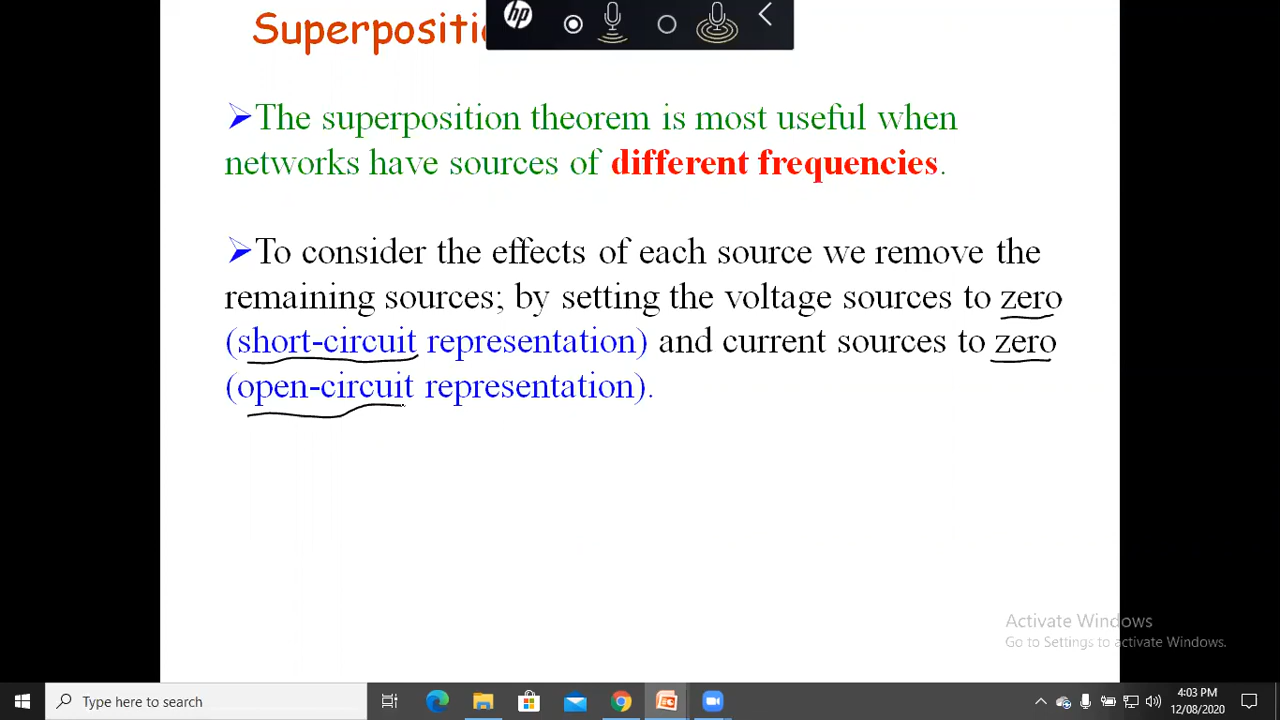 Superpositi
hp
➢The superposition theorem is most useful when
networks have sources of different frequencies.
➢To consider the effects of each source we remove the
remaining sources; by setting the voltage sources to zero
(short-circuit representation) and current sources to zero
(open-circuit representation).
Activate Windows
Go to Settings to activate Windows.
Type here to search
4:03 PM
12/08/2020